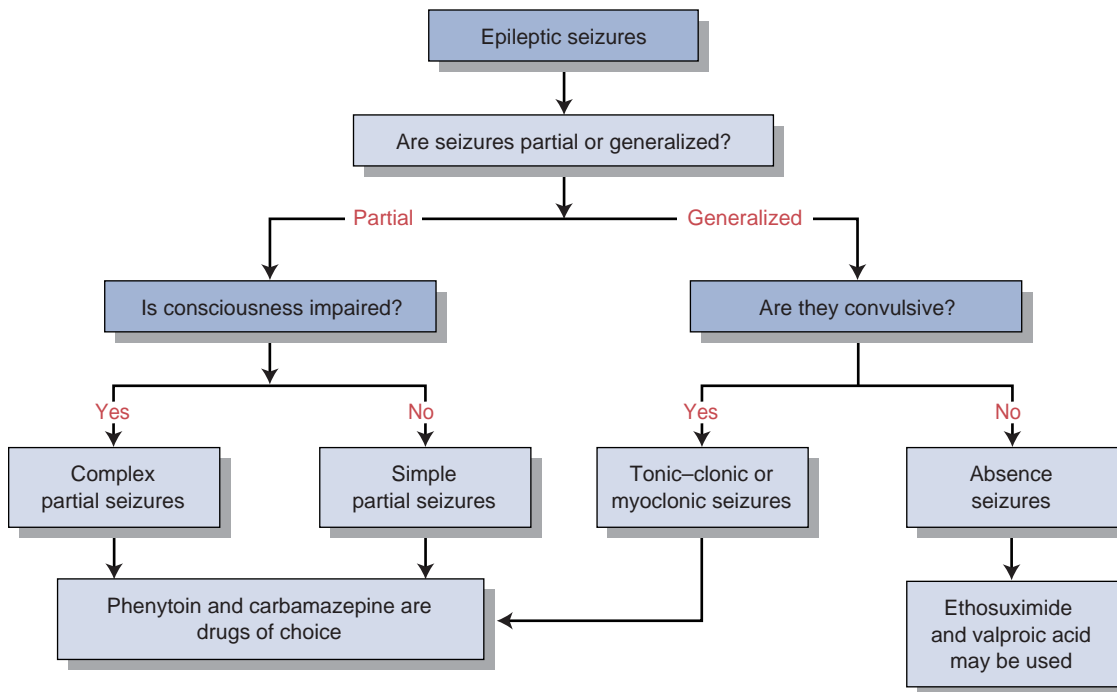 Epileptic seizures
Are seizures partial or generalized?
Partial
Generalized
Is consciousness impaired?
Are they convulsive?
Yes
No
Yes
No
Complex
partial seizures
Simple
partial seizures
Tonic–clonic or
myoclonic seizures
Absence
seizures
Phenytoin and carbamazepine are
drugs of choice
Ethosuximide
and valproic acid
may be used